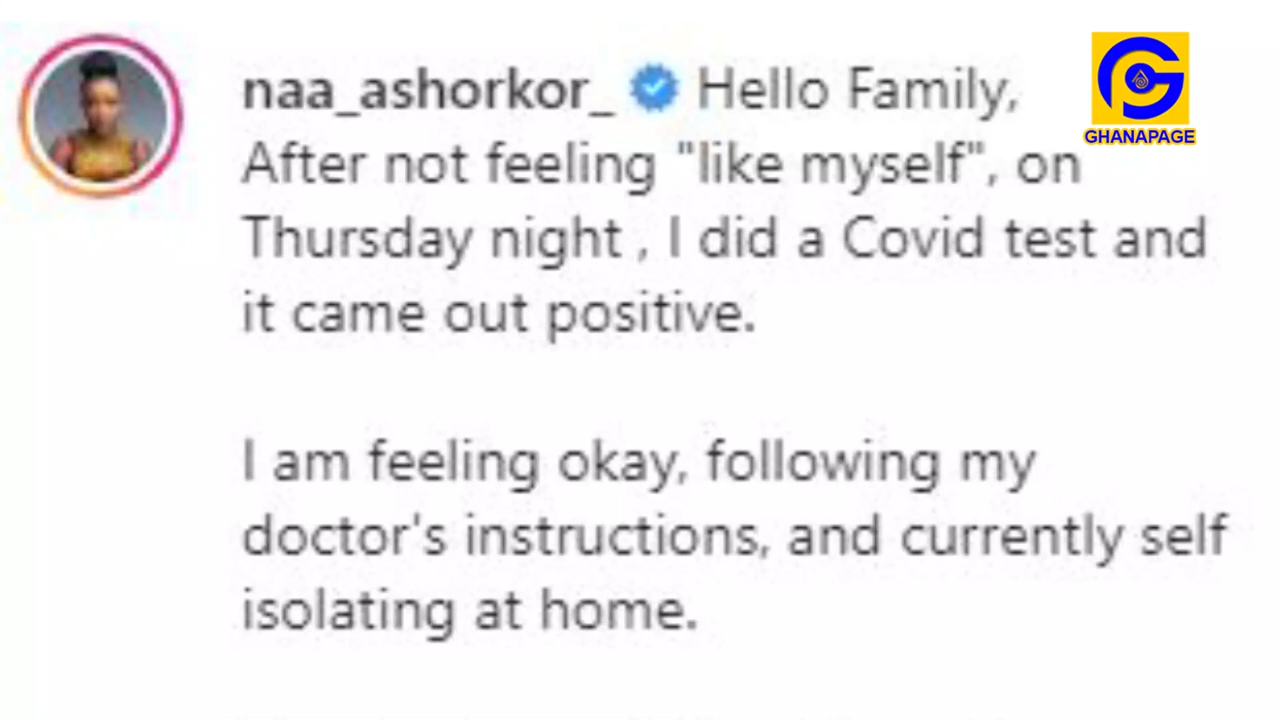 naa_ashorkor_ Hello Family,
After not feeling "like myself", on
Thursday night , I did a Covid test and
it came out positive.
I am feeling okay, following my
doctor's instructions, and currently self
isolating at home.
GHANAPAGE